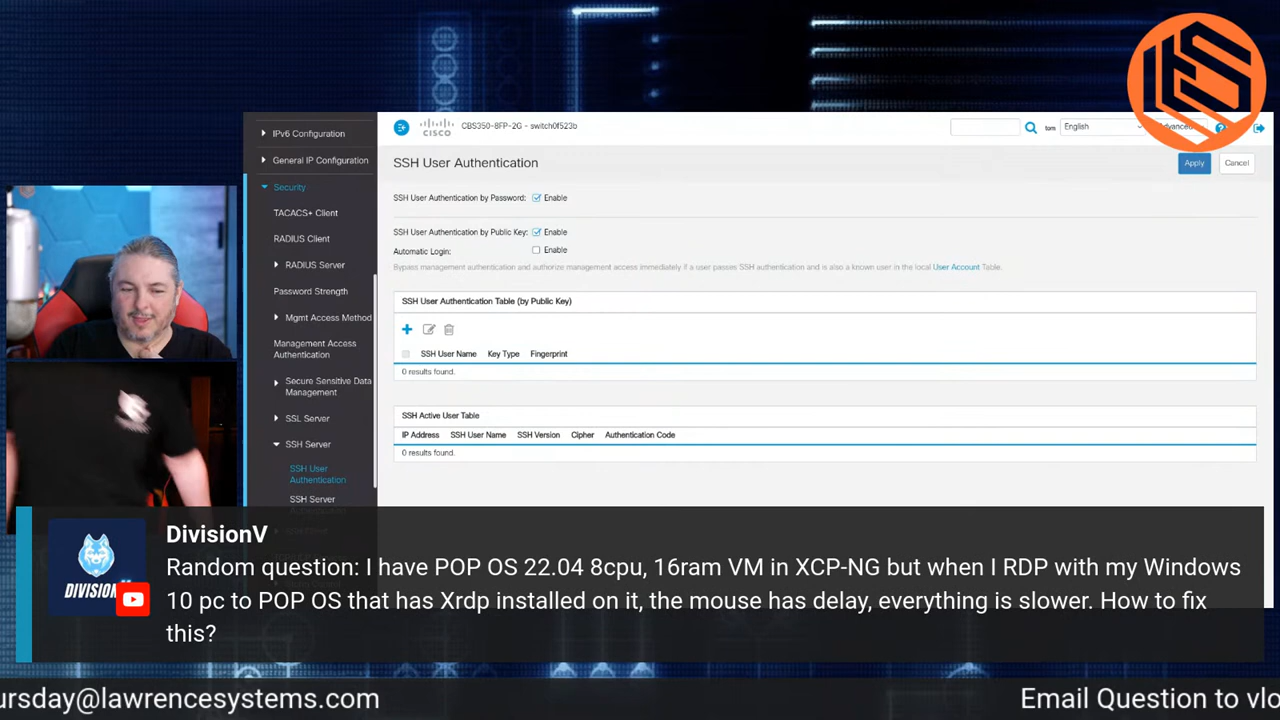 IPv6 Configuration
General IP Configuration
Security
TACACS+ Client
RADIUS Client
RADIUS Server
Password Strength
Mgmt Access Method
Management Access
Authentication
Secure Sensitive Data
Management
SSL Server
SSH Server
SSH User
Authentication
SSH Server
CISCO
CBS350-8FP-2G - switch0f523b
tom
English
Advanced
SSH User Authentication
Apply
Cancel
SSH User Authentication by Password:
Enable
SSH User Authentication by Public Key:
Enable
Automatic Login:
Enable
Bypass management authentication and authorize management access immediately if a user passes SSH authentication and is also a known user in the local User Account Table.
SSH User Authentication Table (by Public Key)
SSH User Name Key Type Fingerprint
0 results found.
SSH Active User Table
IP Address SSH User Name SSH Version Cipher Authentication Code
0 results found.
DIVISION
DivisionV
Random question: I have POP OS 22.04 8cpu, 16ram VM in XCP-NG but when I RDP with my Windows
10 pc to POP OS that has Xrdp installed on it, the mouse has delay, everything is slower. How to fix
this?
ursday@lawrencesystems.com
Email Question to vlo